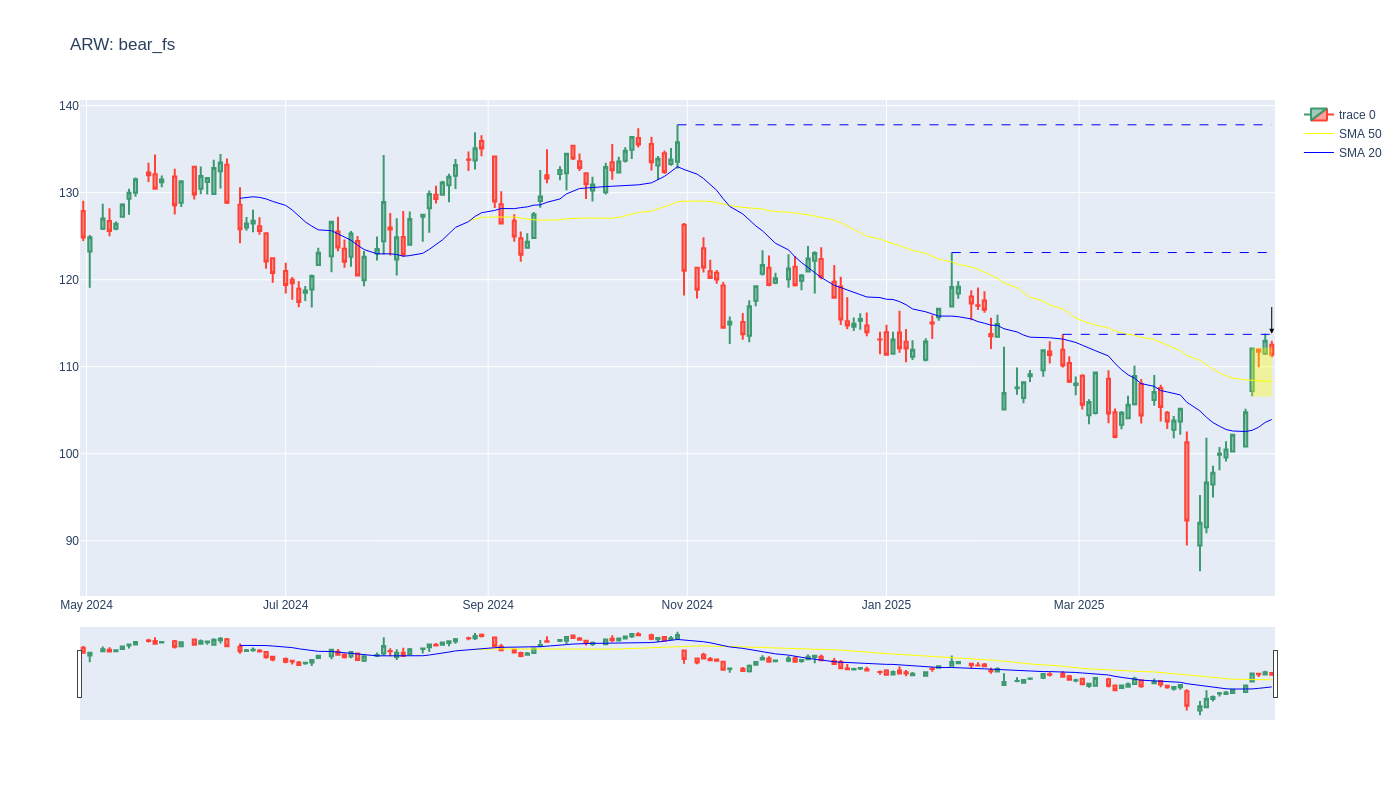 ARW: bear_fs
140
130
120
110
100
90
May 2024
Jul 2024
Sep 2024
Nov 2024
Jan 2025
Mar 2025
trace 0
SMA 50
SMA 20